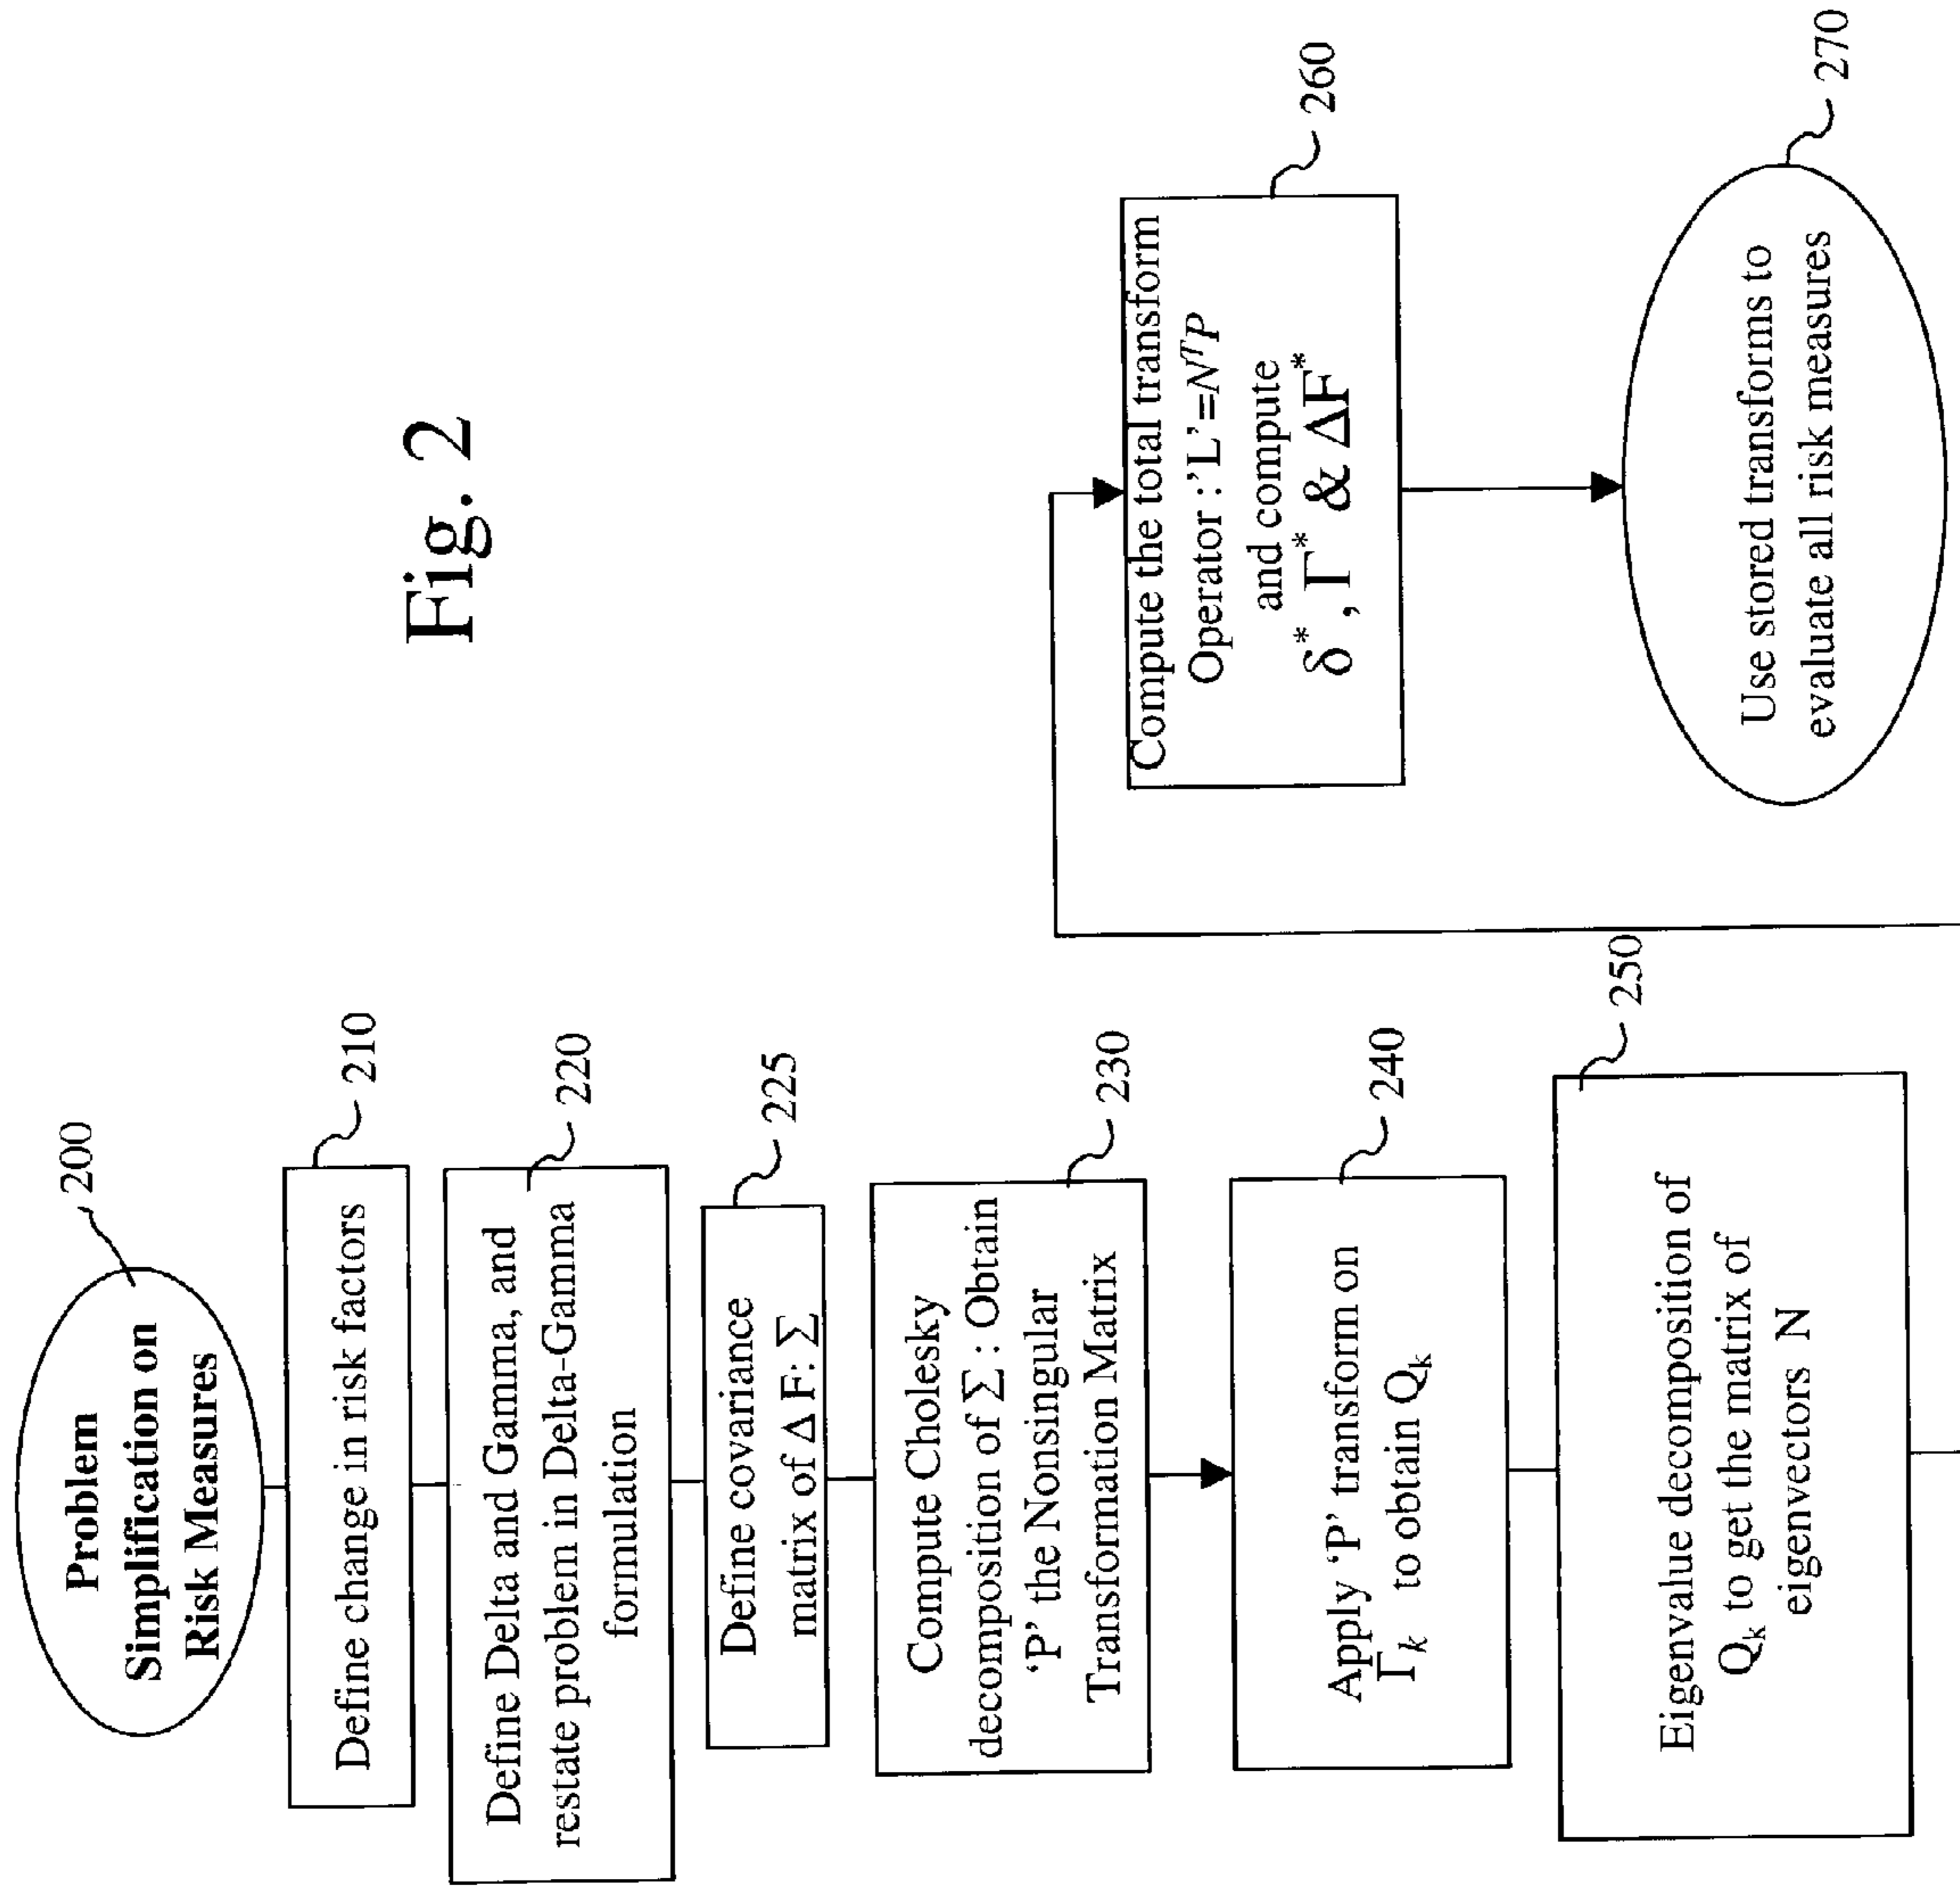 Fig. 2
Problem
Simplification on
Risk Measures
200
Define change in risk factors
210
Define Delta and Gamma, and
restate problem in Delta-Gamma
formulation
220
Define covariance
matrix of ΔF: Σ
225
Compute Cholesky
decomposition of Σ : Obtain
‘P’ the Nonsingular
Transformation Matrix
230
Apply ‘P’ transform on
Γₖ to obtain Qₖ
240
Eigenvalue decomposition of
Qₖ to get the matrix of
eigenvectors N
250
Compute the total transform
Operator :’L’=NᵀP
and compute
δ*, Γ* & ΔF*
260
Use stored transforms to
evaluate all risk measures
270